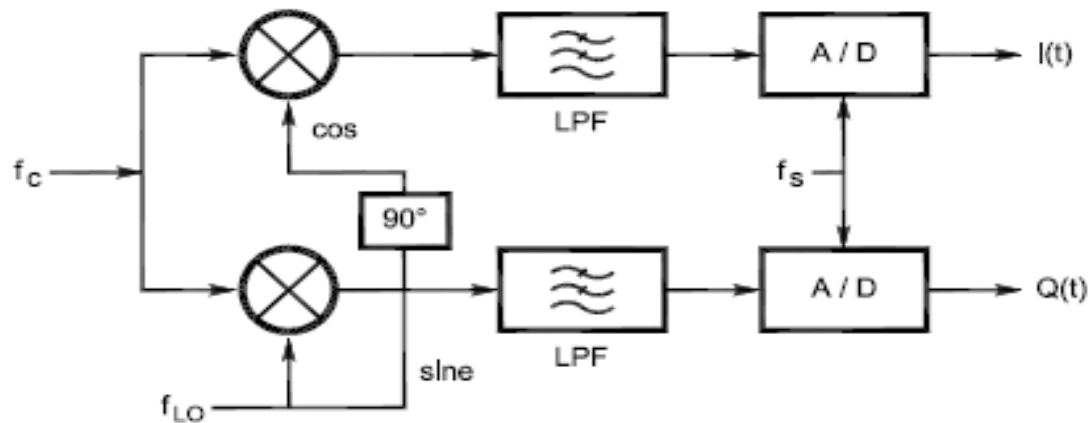 A / D
I(t)
LPF
cos
f_c
f_s
90°
A / D
Q(t)
LPF
slne
f_LO